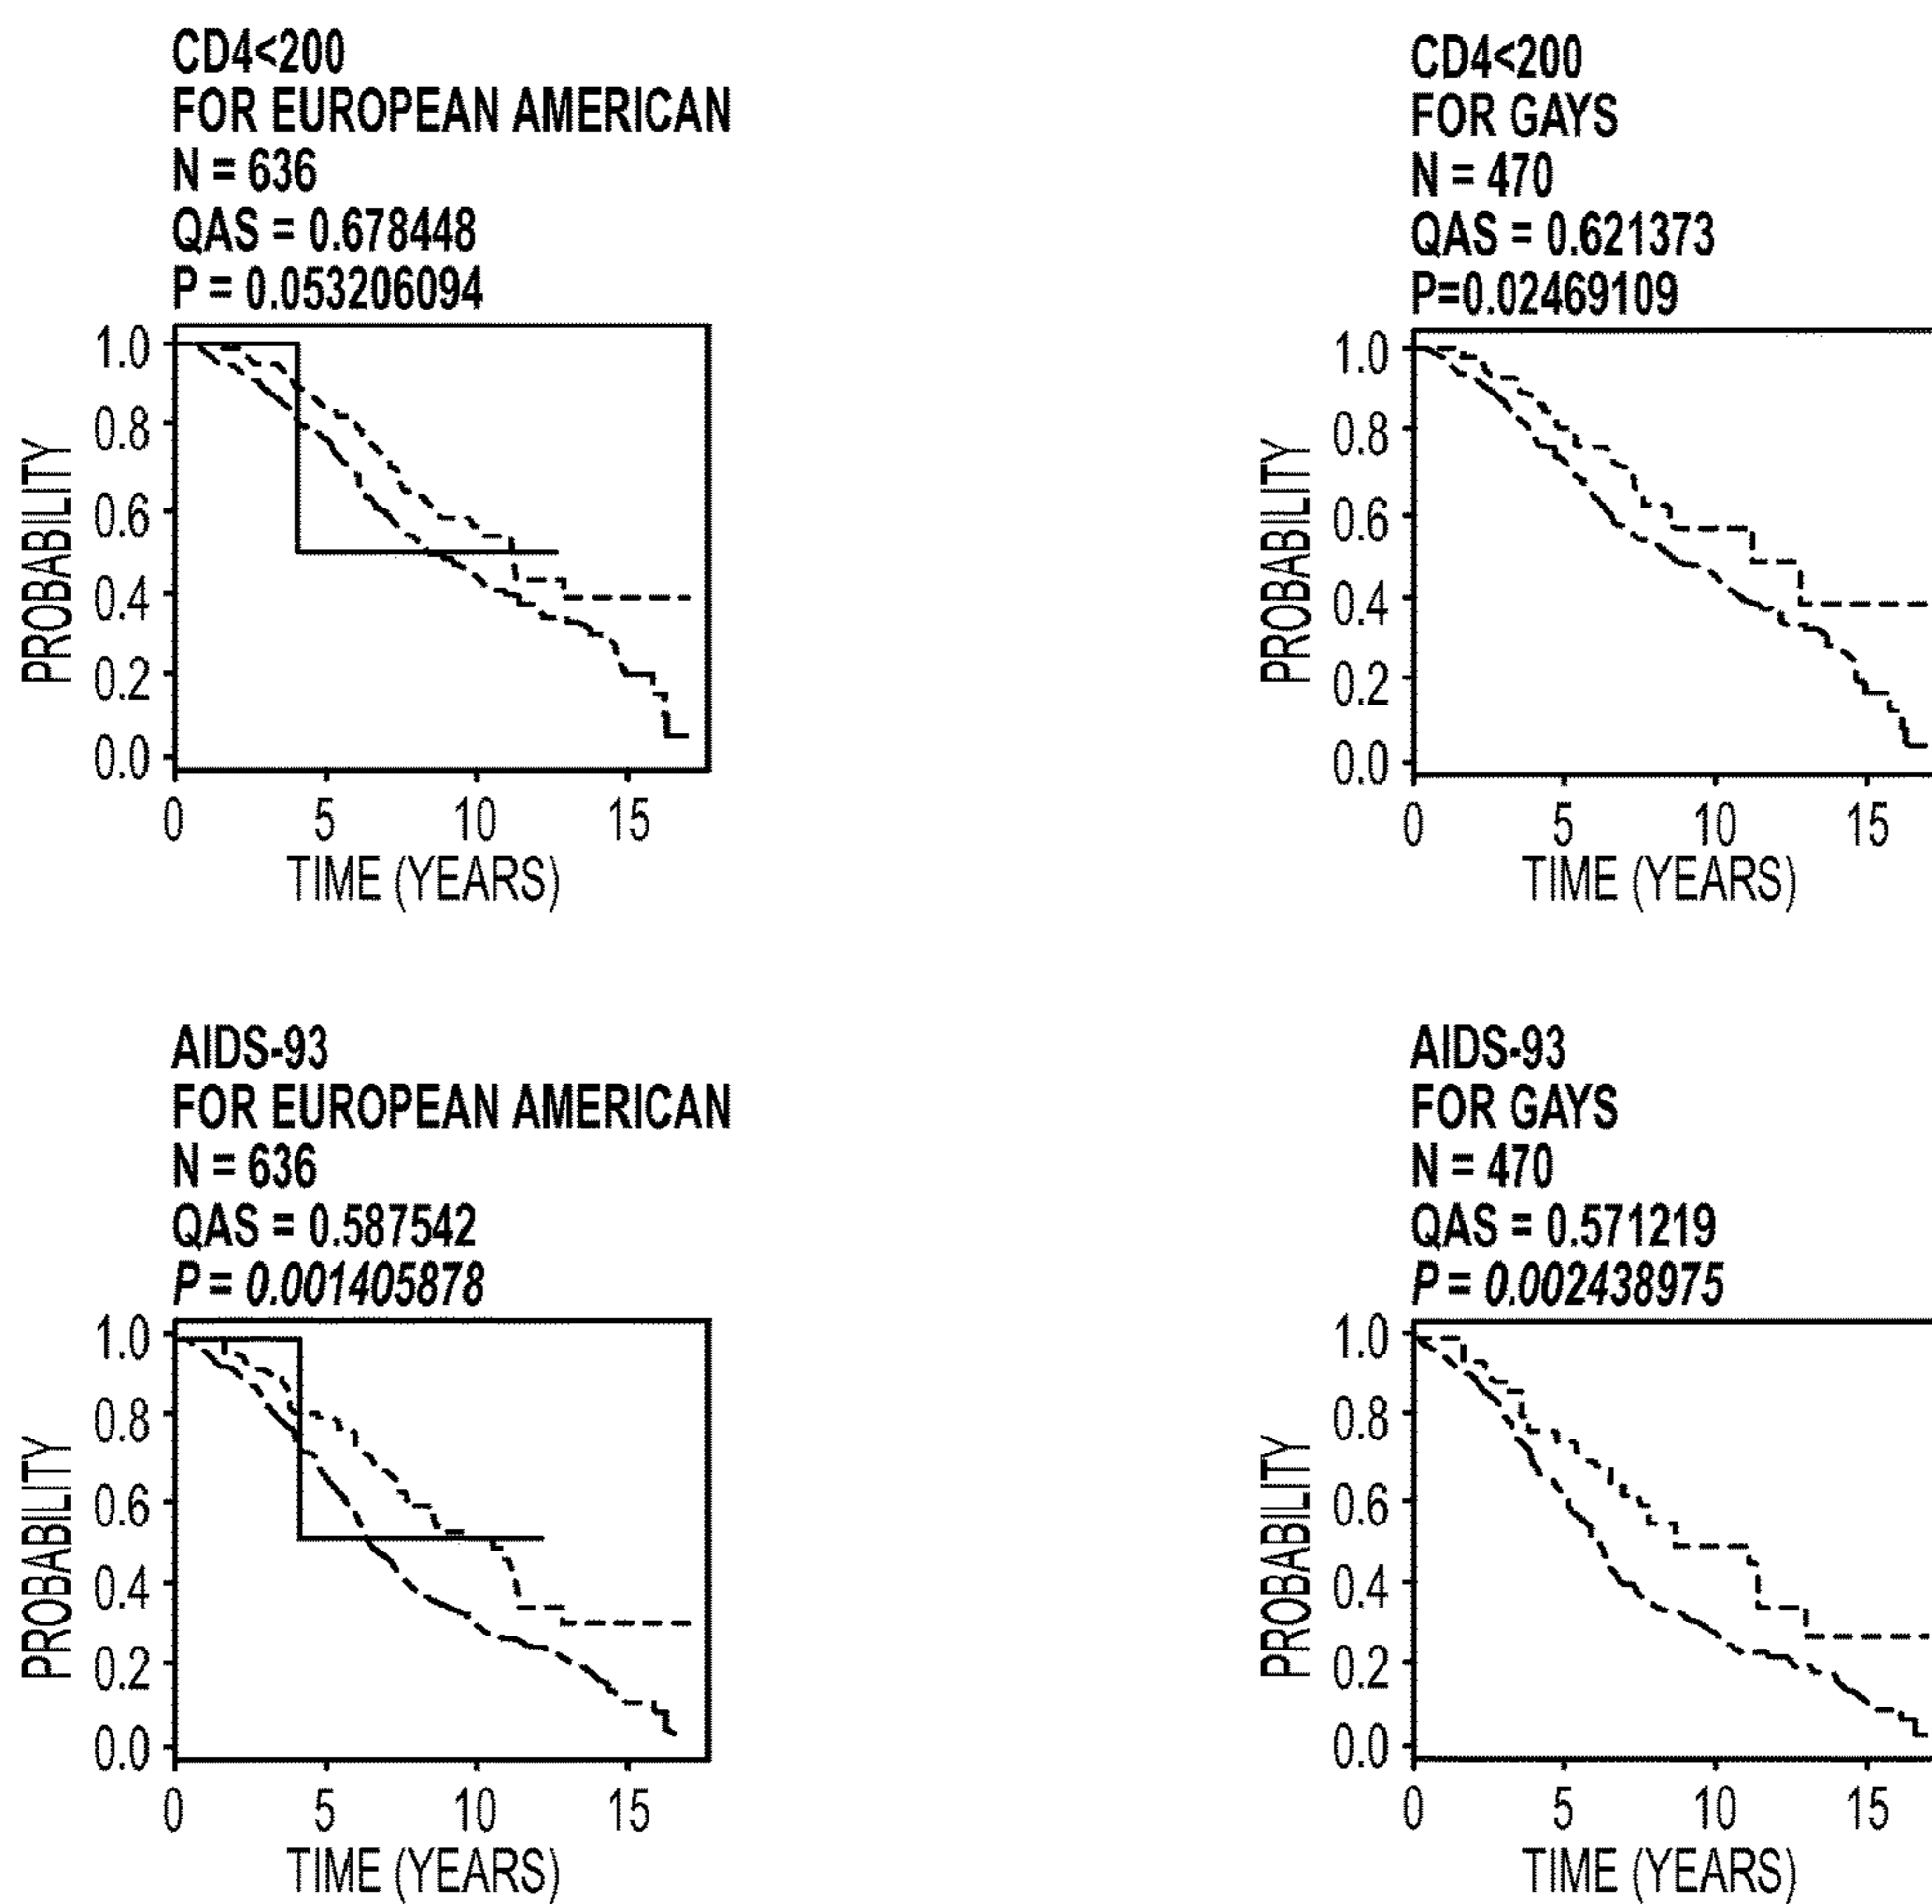 CD4<200
FOR EUROPEAN AMERICAN
N = 636
QAS = 0.678448
P = 0.053206094
1.0
0.8
0.6
0.4
0.2
0.0
PROBABILITY
0 5 10 15
TIME (YEARS)
CD4<200
FOR GAYS
N = 470
QAS = 0.621373
P=0.02469109
1.0
0.8
0.6
0.4
0.2
0.0
PROBABILITY
0 5 10 15
TIME (YEARS)
AIDS-93
FOR EUROPEAN AMERICAN
N = 636
QAS = 0.587542
P = 0.001405878
1.0
0.8
0.6
0.4
0.2
0.0
PROBABILITY
0 5 10 15
TIME (YEARS)
AIDS-93
FOR GAYS
N = 470
QAS = 0.571219
P = 0.002438975
1.0
0.8
0.6
0.4
0.2
0.0
PROBABILITY
0 5 10 15
TIME (YEARS)